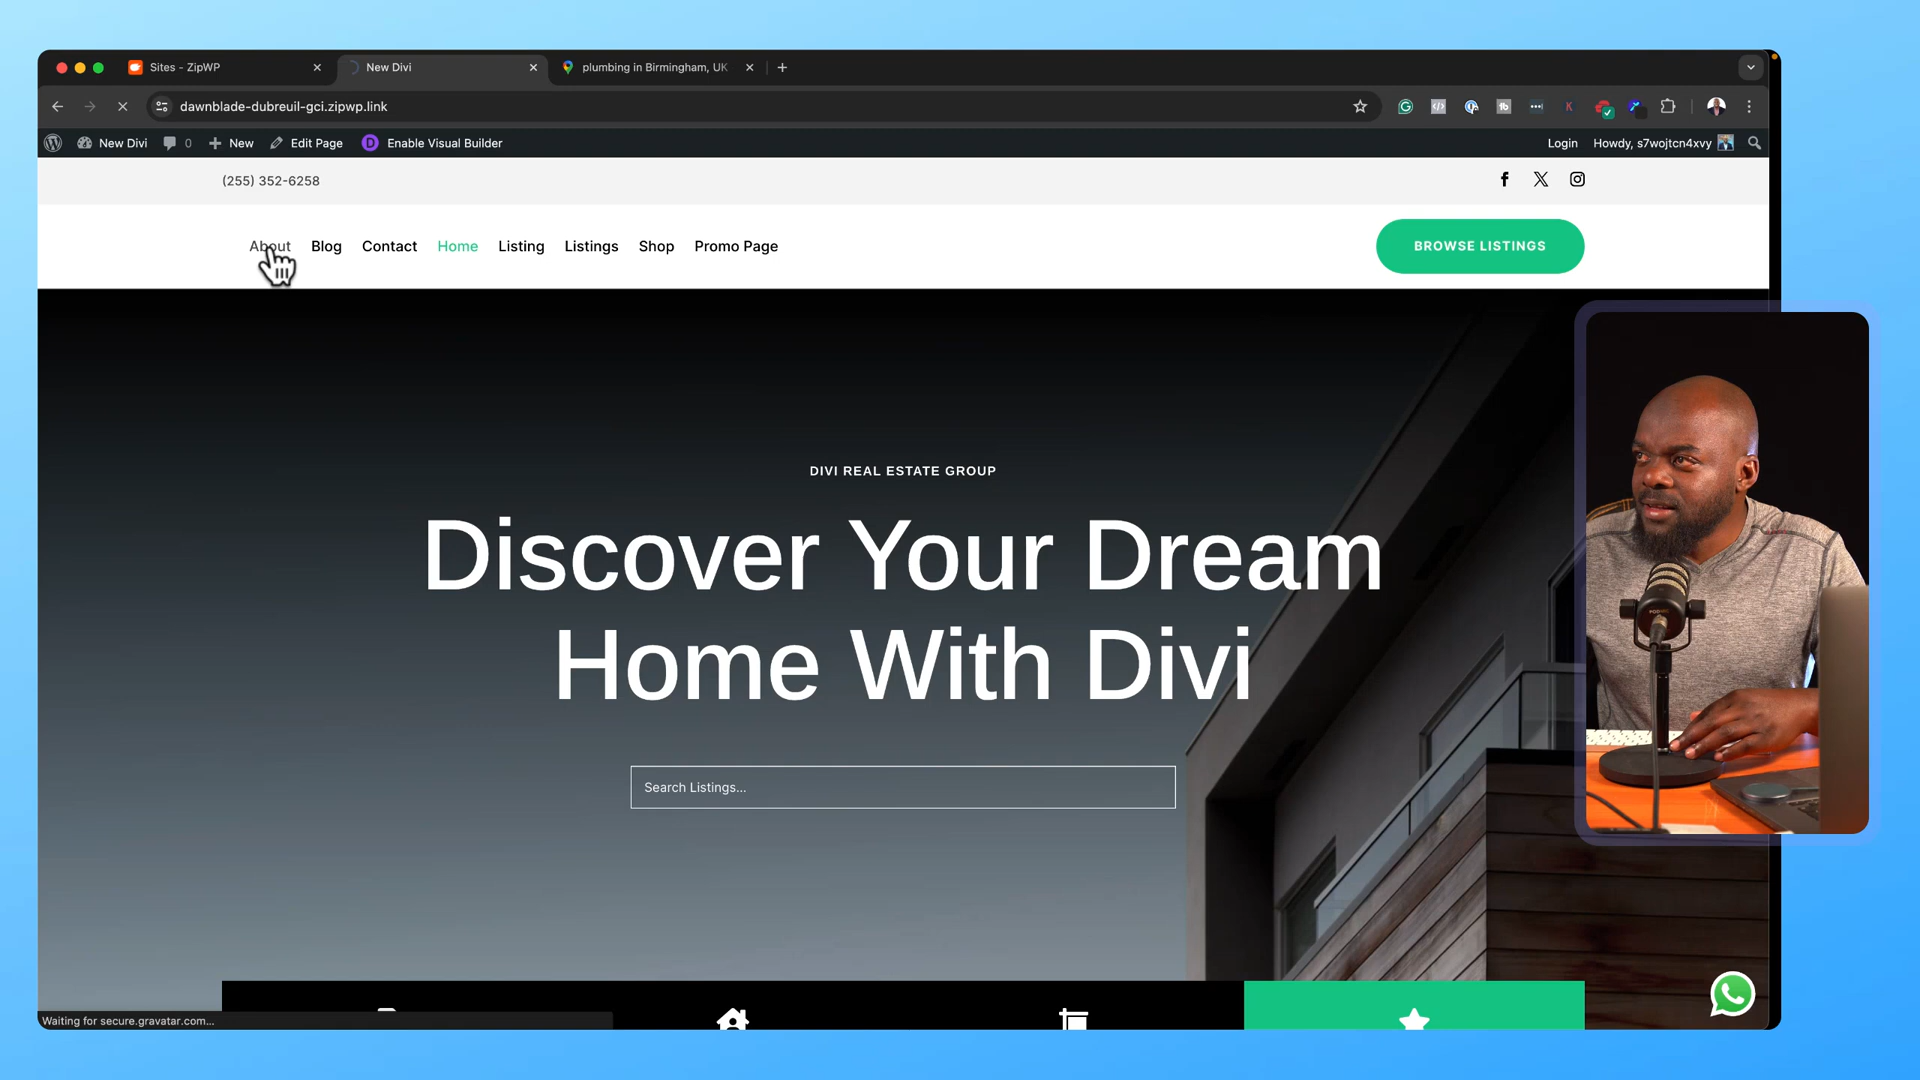 Sites - ZipWP
New Divi
plumbing in Birmingham, UK
dawnblade-dubreuil-gci.zipwp.link
New Divi
0
New
Edit Page
Enable Visual Builder
Login
Howdy, s7wojtcn4xvy
(255) 352-6258
About
Blog
Contact
Home
Listing
Listings
Shop
Promo Page
BROWSE LISTINGS
DIVI REAL ESTATE GROUP
Discover Your Dream
Home With Divi
Search Listings...
Waiting for secure.gravatar.com...